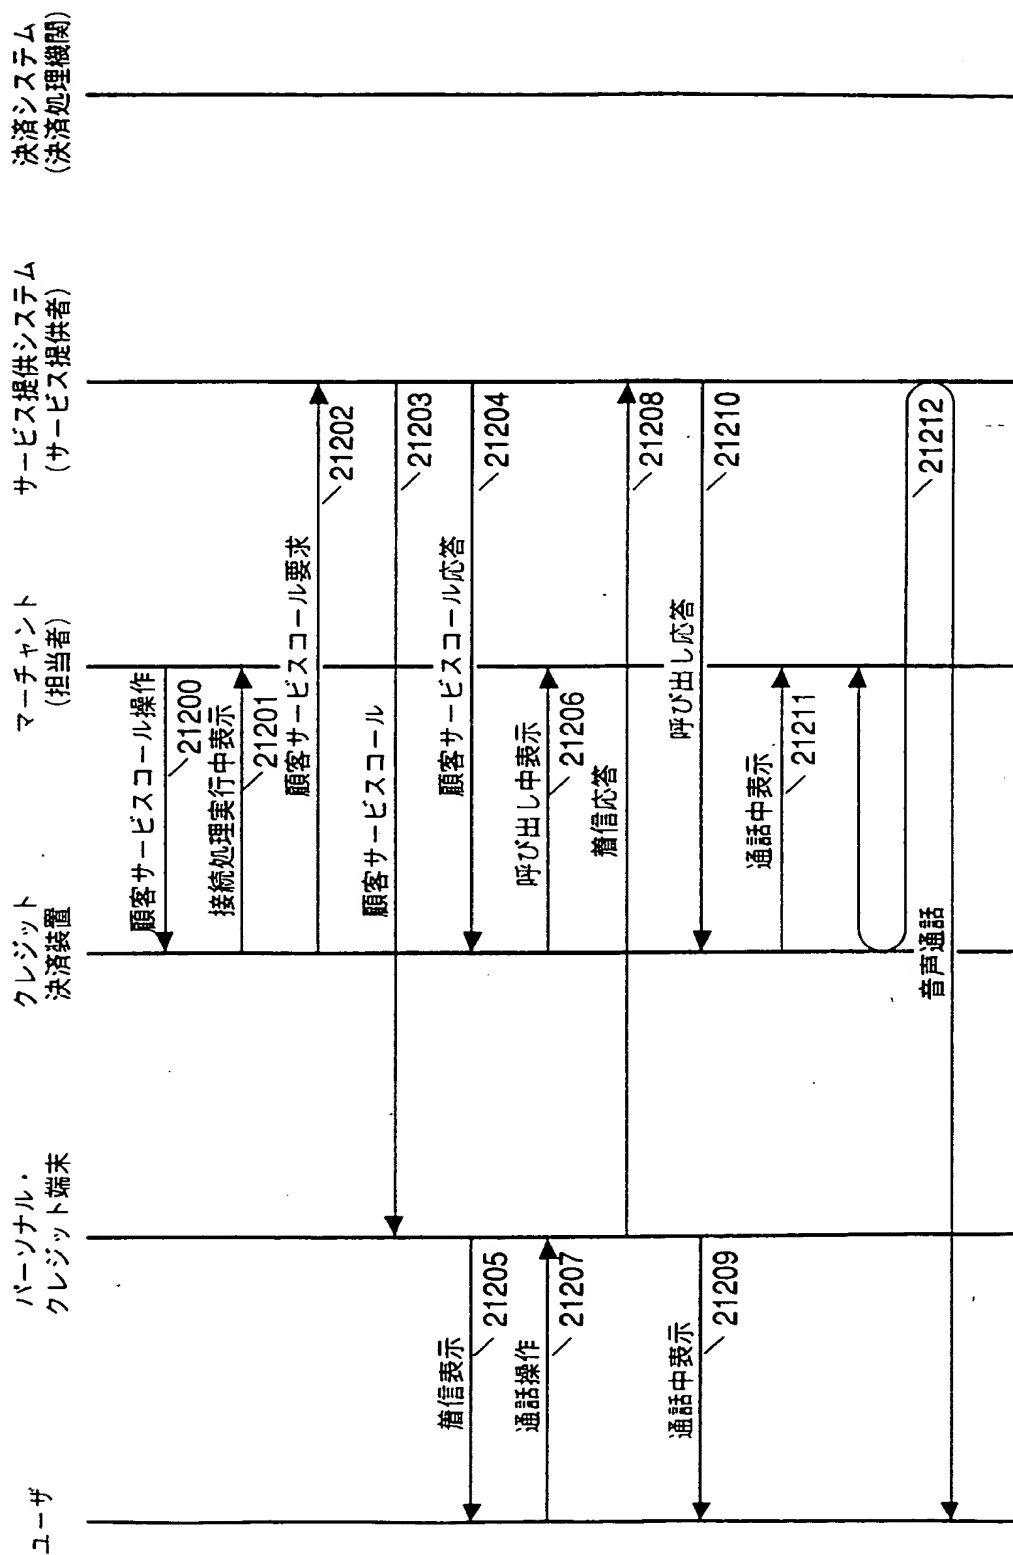 ユーザ
パーソナル・
クレジット端末
クレジット
決済装置
マーチャント
(担当者)
サービス提供システム
(サービス提供者)
決済システム
(決済処理機関)
顧客サービスコール操作
21200
接続処理実行中表示
21201
顧客サービスコール要求
21202
顧客サービスコール
21203
顧客サービスコール応答
21204
着信表示
21205
呼び出し中表示
21206
通話操作
21207
着信応答
21208
通話中表示
21209
呼び出し応答
21210
通話中表示
21211
音声通話
21212